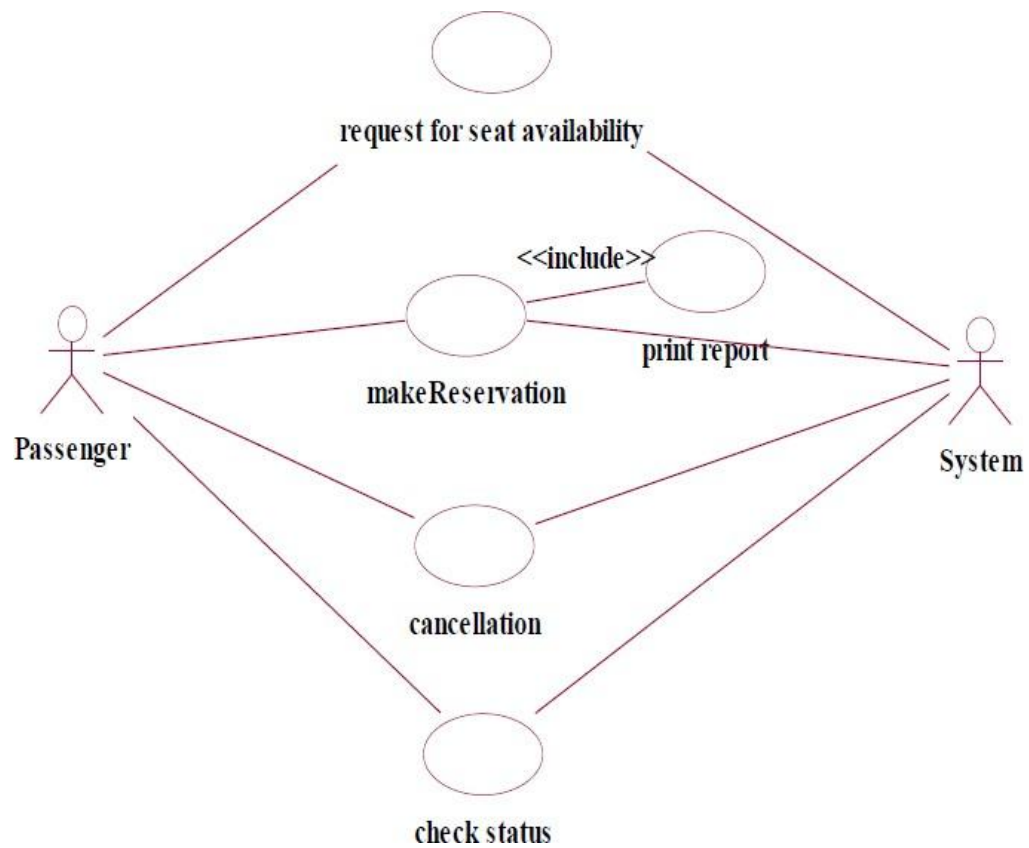 request for seat availability
<<include>>
print report
makeReservation
Passenger
System
cancellation
check status